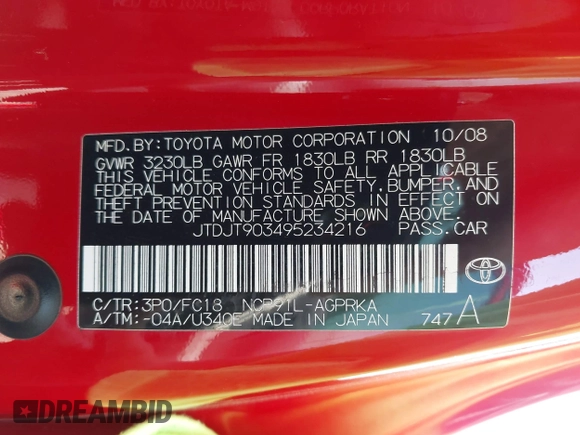 MFD.BY:TOYOTA MOTOR CORPORATION 10/08
GVWR 3230LB GAWR FR 1830LB RR 1830LB
THIS VEHICLE CONFORMS TO ALL APPLICABLE
FEDERAL MOTOR VEHICLE SAFETY,BUMPER,AND
THEFT PREVENTION STANDARDS IN EFFECT ON
THE DATE OF MANUFACTURE SHOWN ABOVE.
JTDJT903495234216 PASS.CAR
C/TR:3P0/FC18 NCP91L-AGPRKA
A/TM:-04A/U340E MADE IN JAPAN 747A
DREAMBID